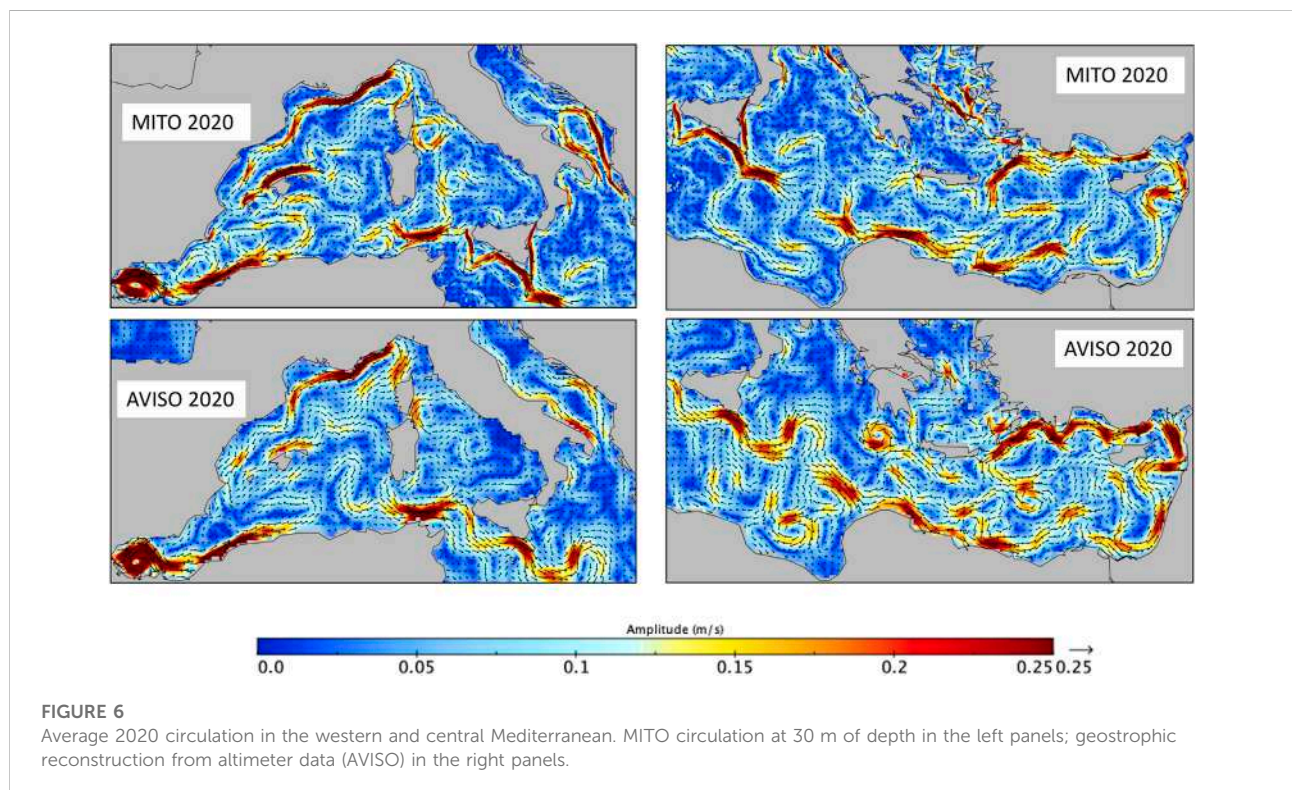 MITO 2020
MITO 2020
AVISO 2020
AVISO 2020
Amplitude (m/s)
0.0 0.05 0.1 0.15 0.2 0.25 0.25
FIGURE 6
Average 2020 circulation in the western and central Mediterranean. MITO circulation at 30 m of depth in the left panels; geostrophic
reconstruction from altimeter data (AVISO) in the right panels.